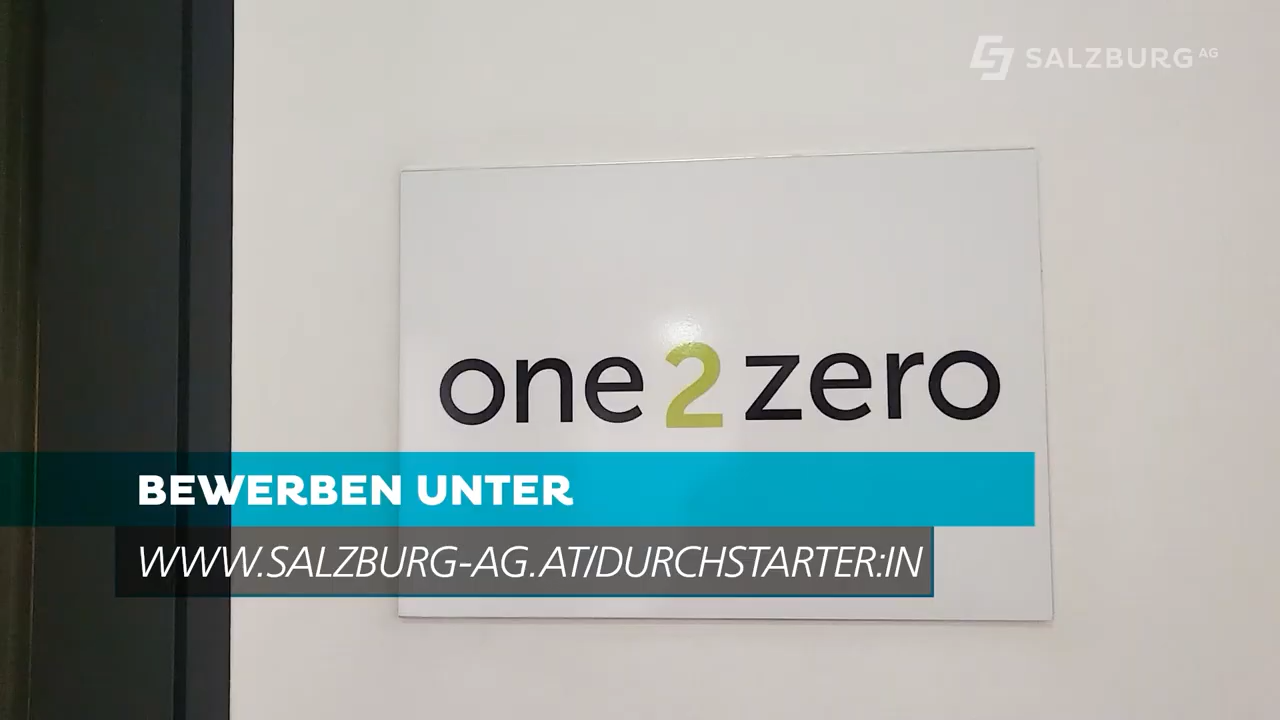 SALZBURG AG
one2zero
BEWERBEN UNTER
WWW.SALZBURG-AG.AT/DURCHSTARTER:IN